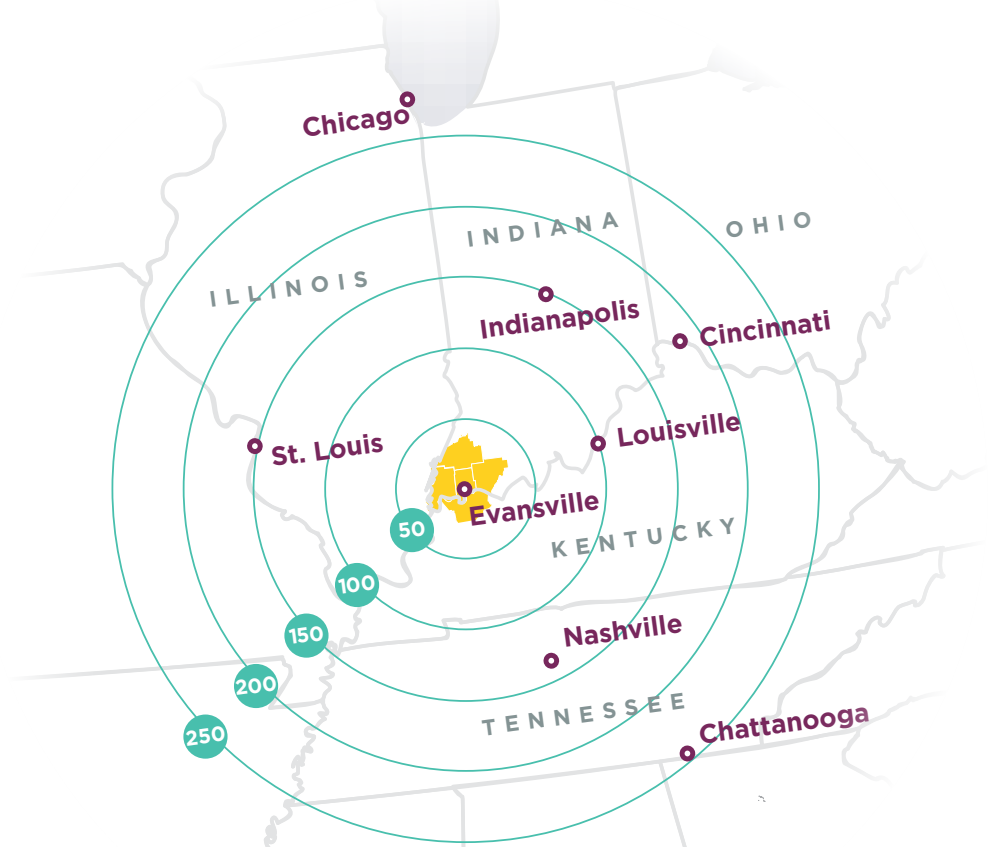 Chicago
INDIANA
OHIO
ILLINOIS
Indianapolis
Cincinnati
St. Louis
Louisville
Evansville
50
KENTUCKY
100
150
Nashville
200
TENNESSEE
250
Chattanooga